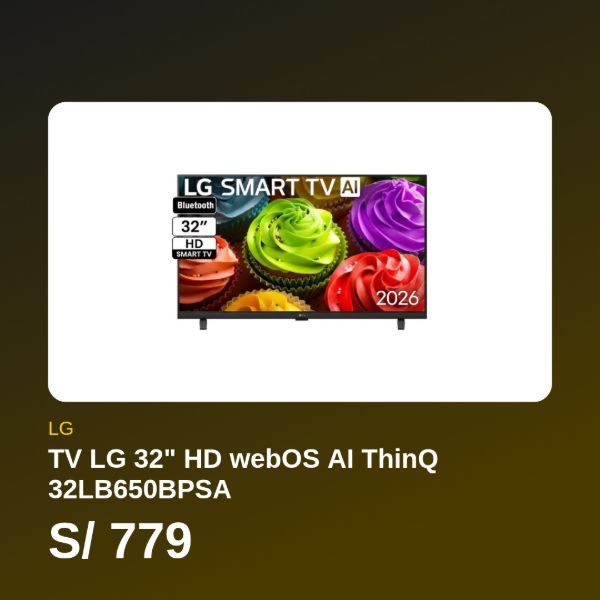 LG SMART TV AI
Bluetooth
32”
HD
SMART TV
2026
LG
TV LG 32" HD webOS AI ThinQ
32LB650BPSA
S/ 779